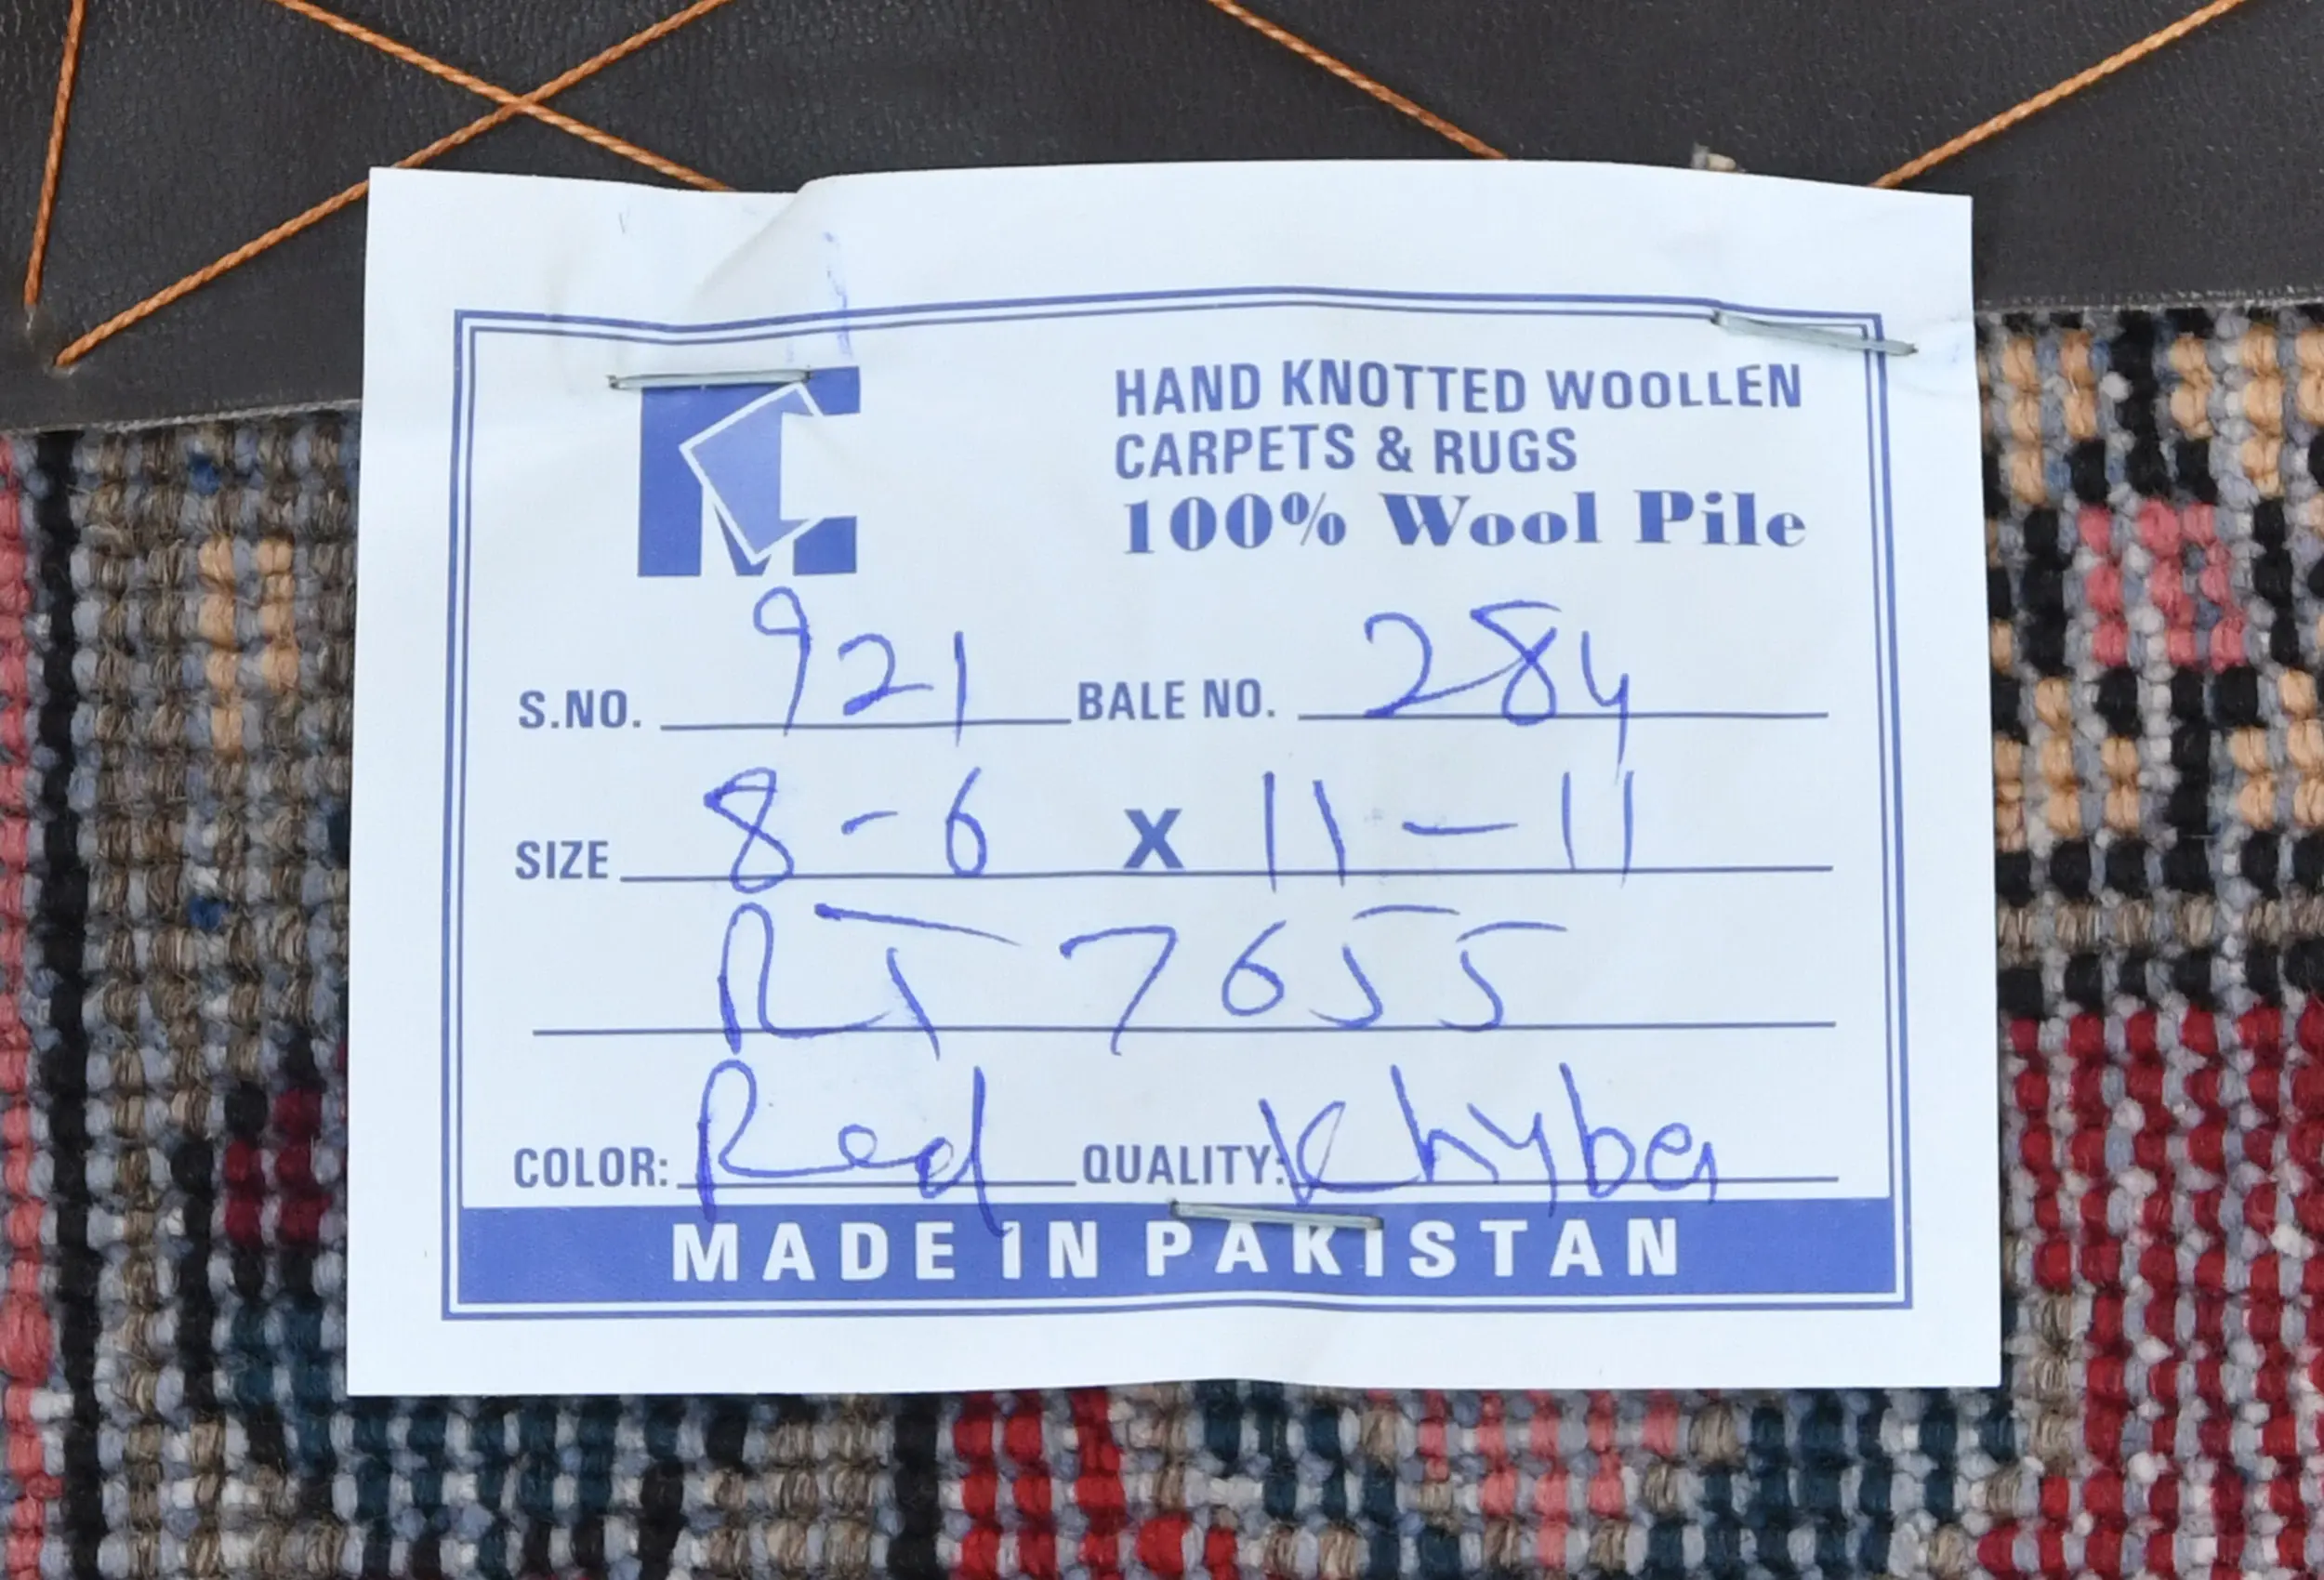 HAND KNOTTED WOOLLEN
CARPETS & RUGS
100% Wool Pile
S.NO. 921 BALE NO. 284
SIZE 8-6 X 11-11
RT 7655
COLOR: Red QUALITY: Khyber
MADE IN PAKISTAN